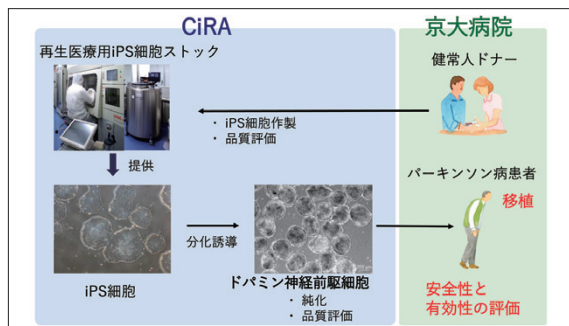 CiRA
京大病院
再生医療用iPS細胞ストック
健常人ドナー
・ iPS細胞作製
・ 品質評価
提供
パーキンソン病患者
移植
分化誘導
iPS細胞
ドパミン神経前駆細胞
・ 純化
・ 品質評価
安全性と
有効性の評価